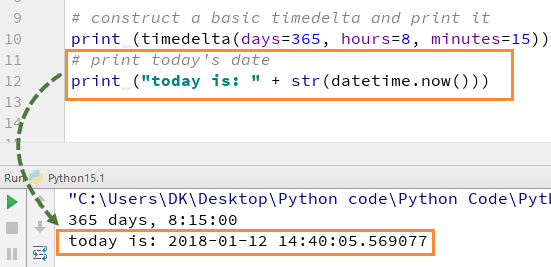 9 # construct a basic timedelta and print it
10 print (timedelta(days=365, hours=8, minutes=15))
11 # print today's date
12 print ("today is: " + str(datetime.now()))
13
14
Run Python15.1
"C:\Users\DK\Desktop\Python code\Python Code\Pyth
365 days, 8:15:00
today is: 2018-01-12 14:40:05.569077